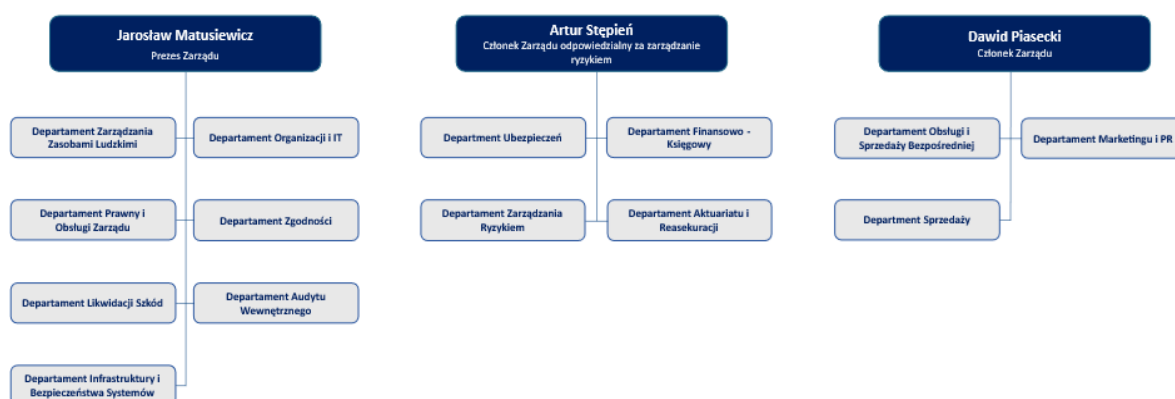 Jarosław Matusiewicz
Prezes Zarządu
Departament Zarządzania
Zasobami Ludzkimi
Departament Organizacji i IT
Departament Prawny i
Obsługi Zarządu
Departament Zgodności
Departament Likwidacji Szkód
Departament Audytu
Wewnętrznego
Departament Infrastruktury i
Bezpieczeństwa Systemów
Artur Stępień
Członek Zarządu odpowiedzialny za zarządzanie
ryzykiem
Department Ubezpieczeń
Departament Finansowo -
Księgowy
Departament Zarządzania
Ryzykiem
Departament Aktuariatu i
Reasekuracji
Dawid Piasecki
Członek Zarządu
Departament Obsługi i
Sprzedaży Bezpośredniej
Departament Marketingu i PR
Department Sprzedaży